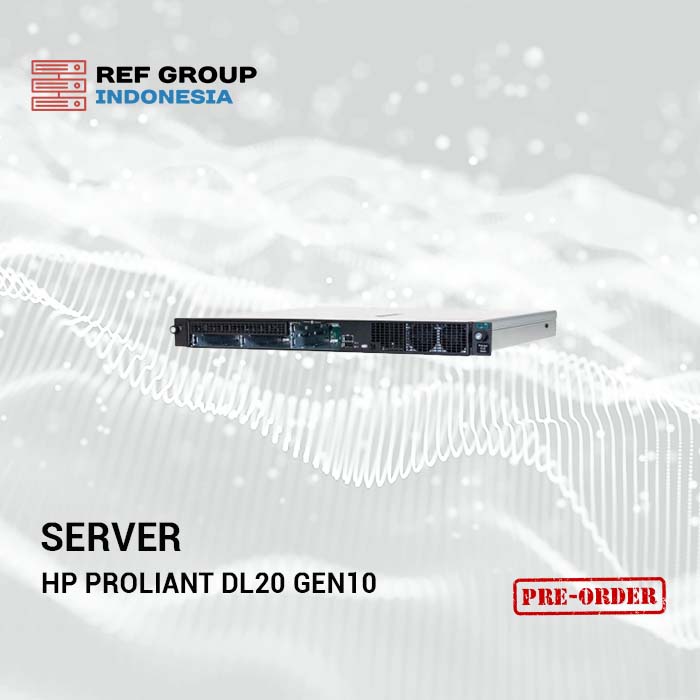 REF GROUP
INDONESIA
SERVER
HP PROLIANT DL20 GEN10
PRE-ORDER